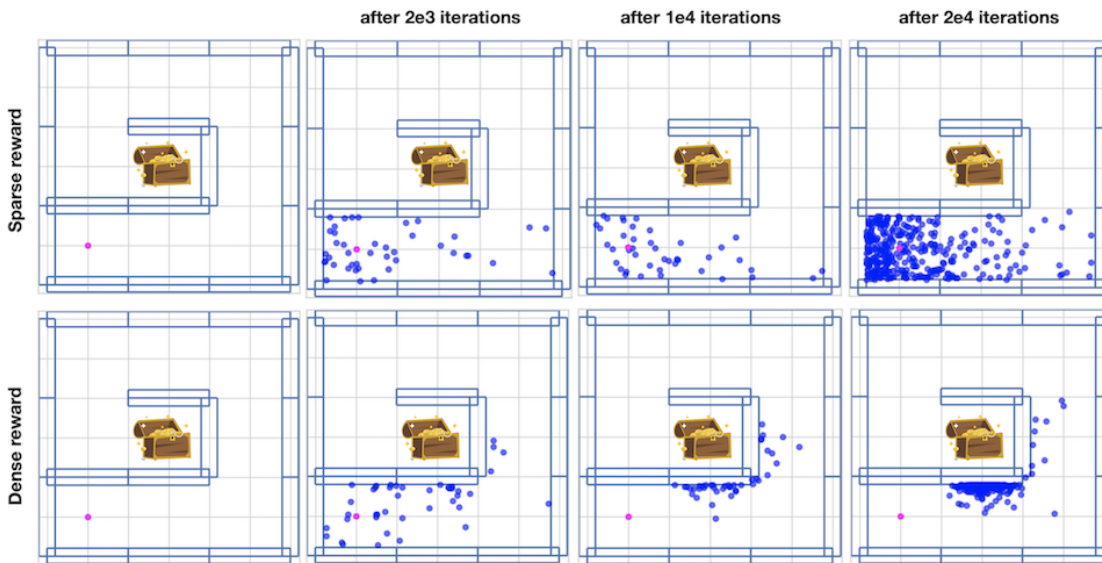 after 2e3 iterations
after 1e4 iterations
after 2e4 iterations
Sparse reward
Dense reward